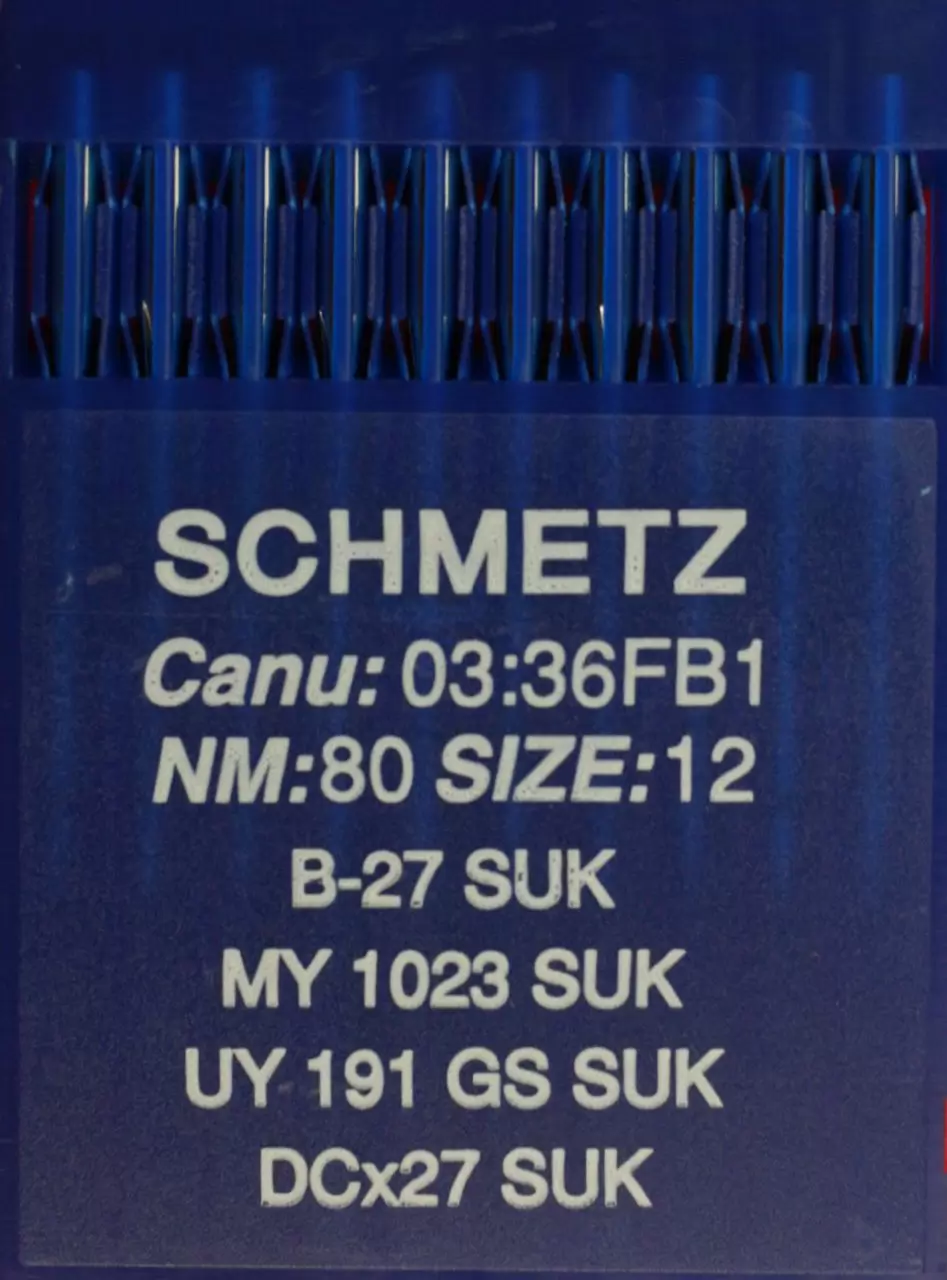 SCHMETZ
Canu: 03:36FB1
NM:80 SIZE:12
B-27 SUK
MY 1023 SUK
UY 191 GS SUK
DCx27 SUK